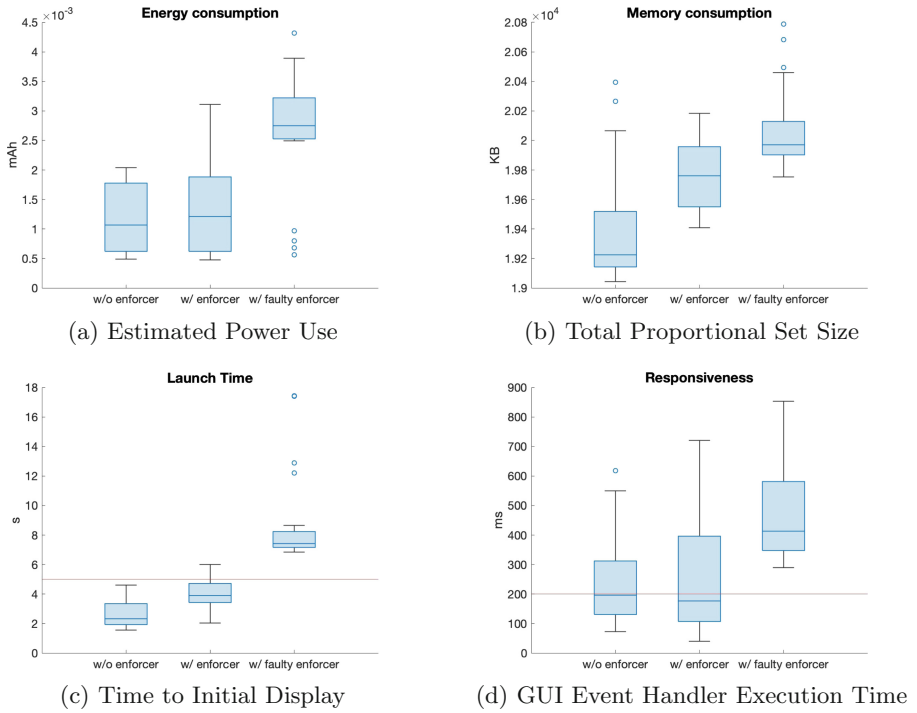 Energy consumption
×10-3
4.5
4
3.5
3
2.5
2
1.5
1
0.5
0
mAh
w/o enforcer w/ enforcer w/ faulty enforcer
(a) Estimated Power Use
Memory consumption
×104
2.08
2.06
2.04
2.02
2
1.98
1.96
1.94
1.92
1.9
KB
w/o enforcer w/ enforcer w/ faulty enforcer
(b) Total Proportional Set Size
Launch Time
18
16
14
12
10
8
6
4
2
0
s
w/o enforcer w/ enforcer w/ faulty enforcer
(c) Time to Initial Display
Responsiveness
900
800
700
600
500
400
300
200
100
0
ms
w/o enforcer w/ enforcer w/ faulty enforcer
(d) GUI Event Handler Execution Time